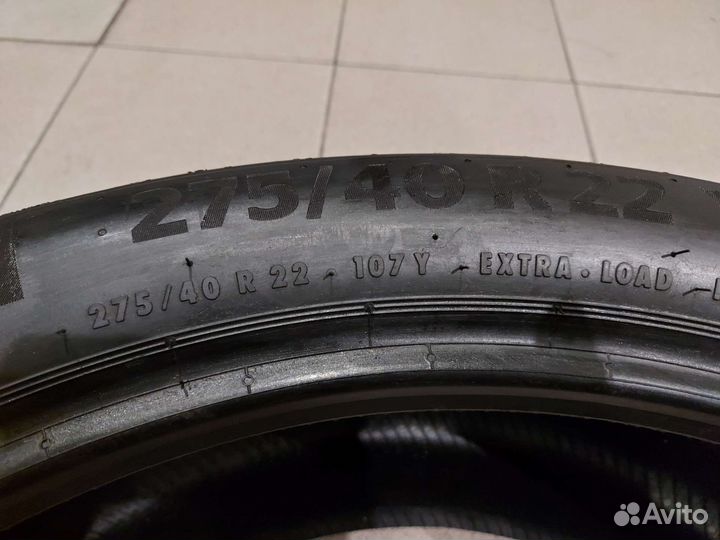 275/40 R 22
275/40 R 22 · 107 Y · EXTRA · LOAD
Avito